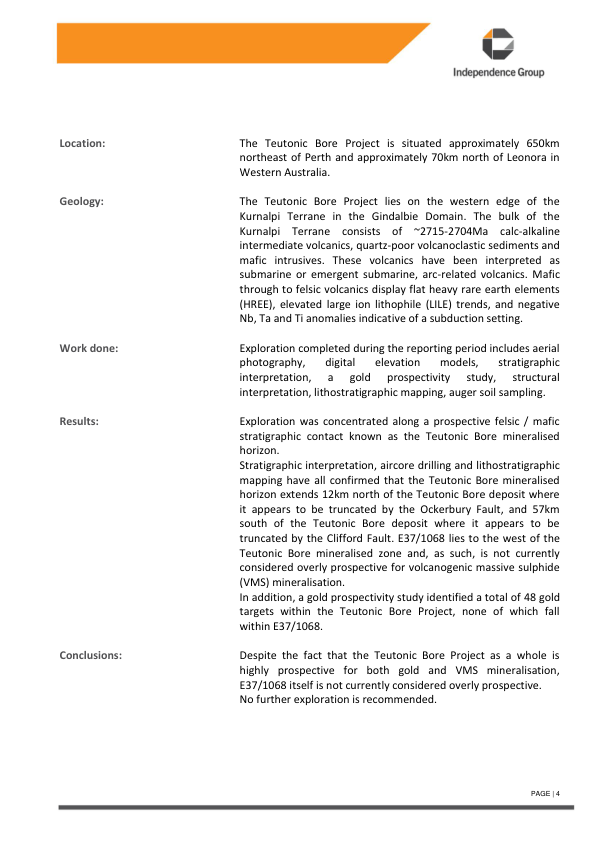 Independence Group
Location:
The Teutonic Bore Project is situated approximately 650km
northeast of Perth and approximately 70km north of Leonora in
Western Australia.
Geology:
The Teutonic Bore Project lies on the western edge of the
Kurnalpi Terrane in the Gindalbie Domain. The bulk of the
Kurnalpi Terrane consists of ~2715-2704Ma calc-alkaline
intermediate volcanics, quartz-poor volcanoclastic sediments and
mafic intrusives. These volcanics have been interpreted as
submarine or emergent submarine, arc-related volcanics. Mafic
through to felsic volcanics display flat heavy rare earth elements
(HREE), elevated large ion lithophile (LILE) trends, and negative
Nb, Ta and Ti anomalies indicative of a subduction setting.
Work done:
Exploration completed during the reporting period includes aerial
photography, digital elevation models, stratigraphic
interpretation, a gold prospectivity study, structural
interpretation, lithostratigraphic mapping, auger soil sampling.
Results:
Exploration was concentrated along a prospective felsic / mafic
stratigraphic contact known as the Teutonic Bore mineralised
horizon.
Stratigraphic interpretation, aircore drilling and lithostratigraphic
mapping have all confirmed that the Teutonic Bore mineralised
horizon extends 12km north of the Teutonic Bore deposit where
it appears to be truncated by the Ockerbury Fault, and 57km
south of the Teutonic Bore deposit where it appears to be
truncated by the Clifford Fault. E37/1068 lies to the west of the
Teutonic Bore mineralised zone and, as such, is not currently
considered overly prospective for volcanogenic massive sulphide
(VMS) mineralisation.
In addition, a gold prospectivity study identified a total of 48 gold
targets within the Teutonic Bore Project, none of which fall
within E37/1068.
Conclusions:
Despite the fact that the Teutonic Bore Project as a whole is
highly prospective for both gold and VMS mineralisation,
E37/1068 itself is not currently considered overly prospective.
No further exploration is recommended.
PAGE | 4